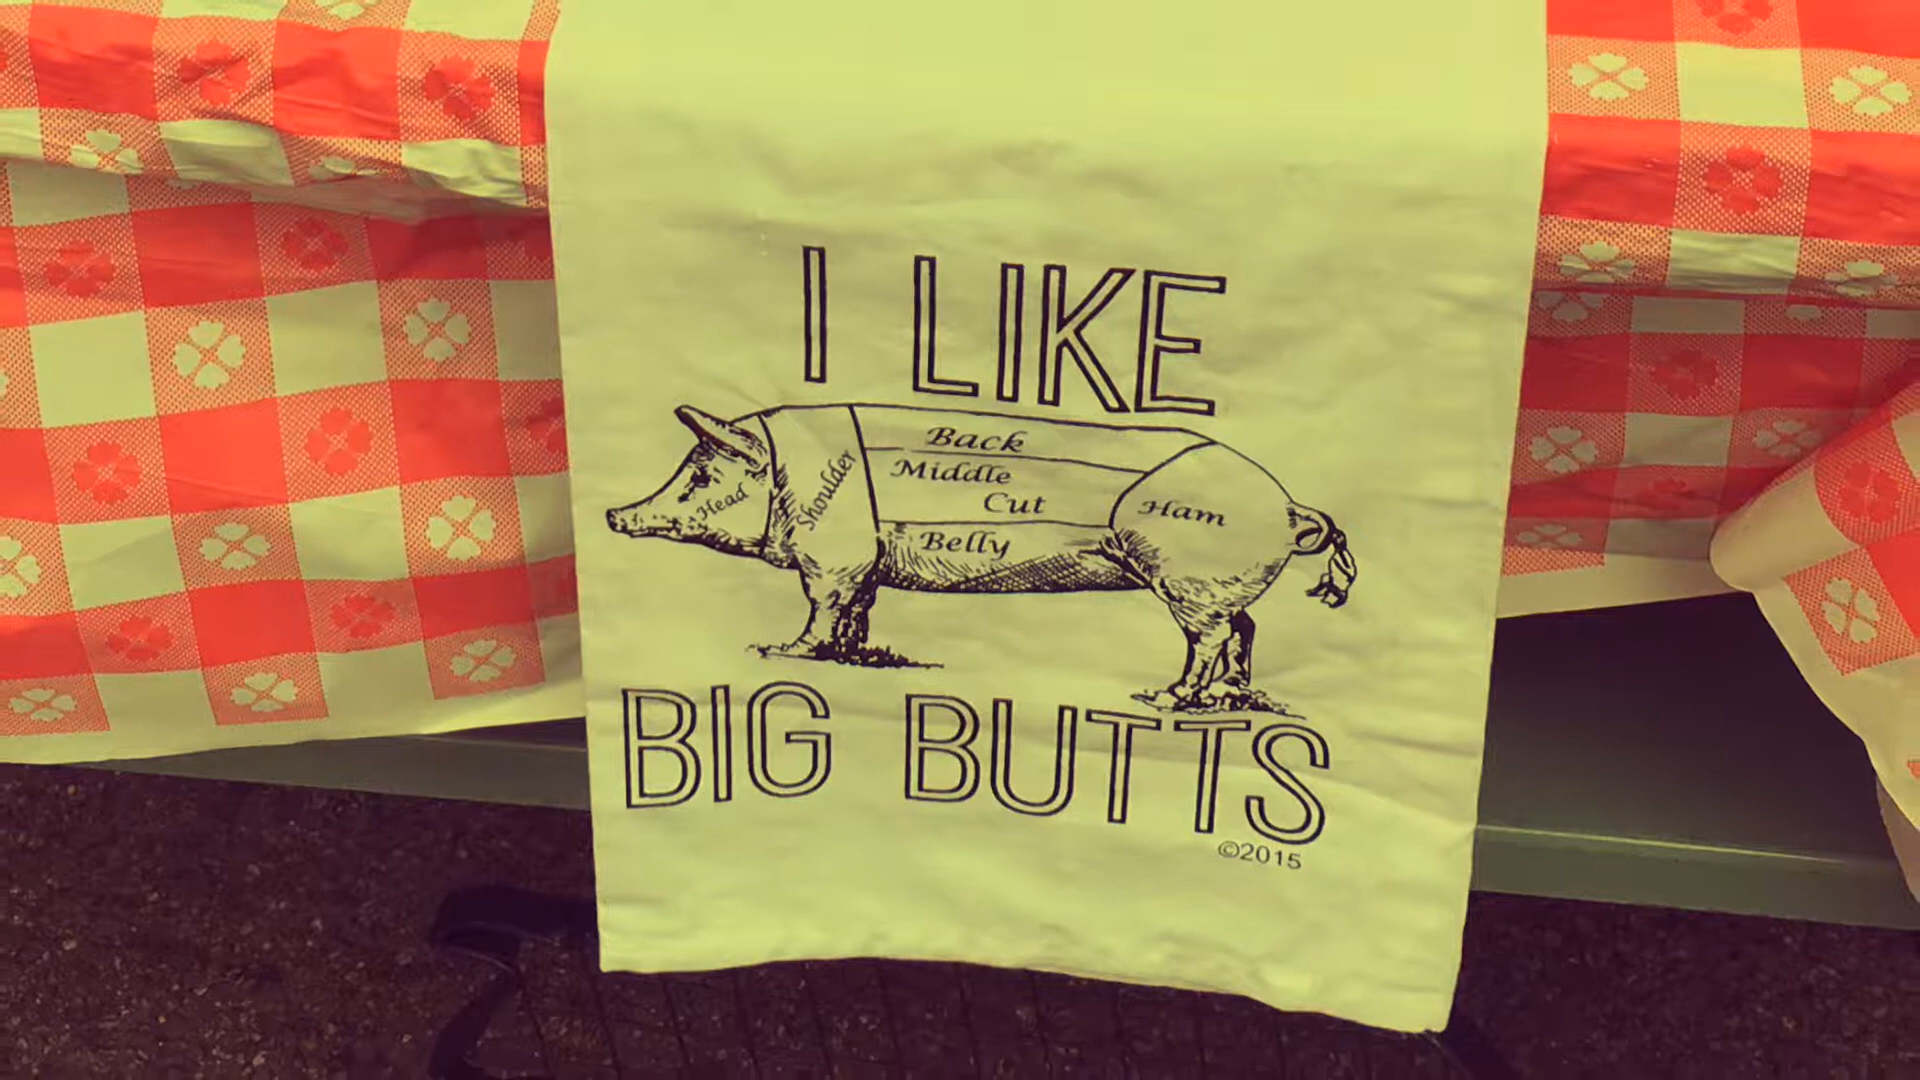 I LIKE
Back
Middle
Cut
Belly
Head
Shoulder
Ham
BIG BUTTS
©2015